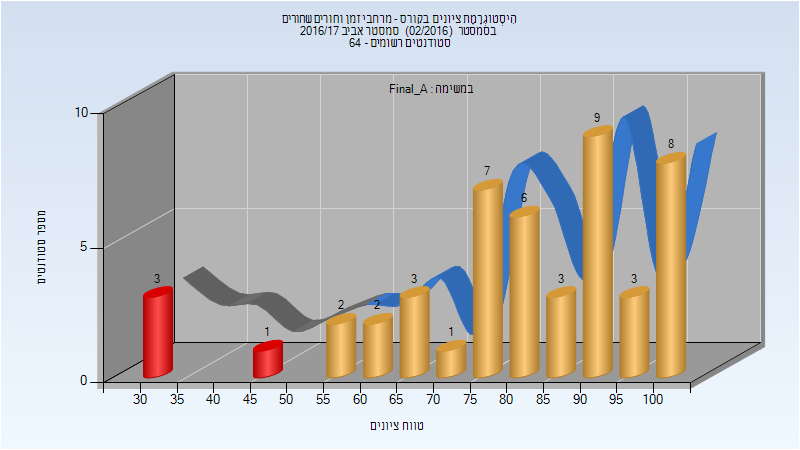 היסטוגרמת ציונים בקורס - מרחבי זמן וחורים שחורים
בסמסטר (02/2016) סמסטר אביב 2016/17
סטודנטים רשומים - 64
במשימה : Final_A
מספר סטודנטים
10
5
0
3
1
2
2
3
1
7
6
3
9
3
8
30 35 40 45 50 55 60 65 70 75 80 85 90 95 100
טווח ציונים